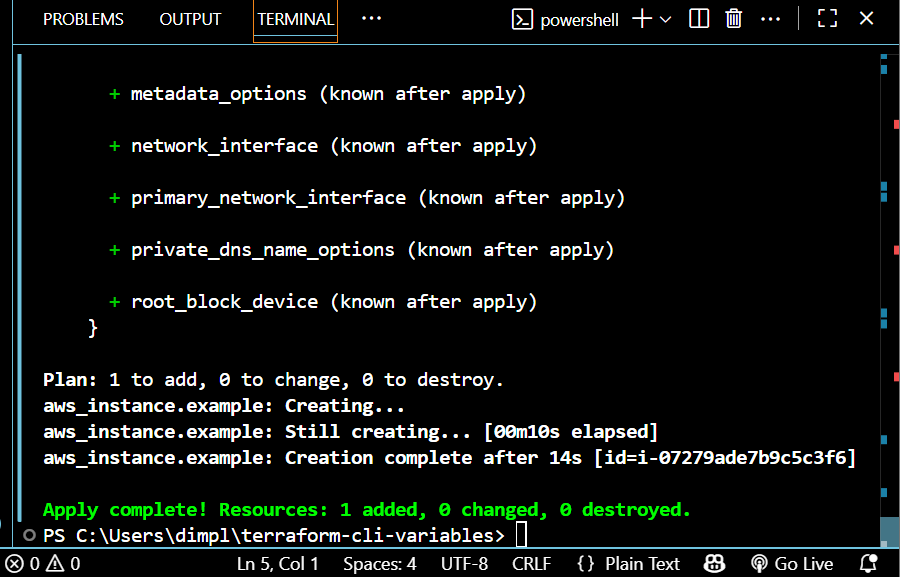 PROBLEMS OUTPUT TERMINAL ... powershell
+ metadata_options (known after apply)
+ network_interface (known after apply)
+ primary_network_interface (known after apply)
+ private_dns_name_options (known after apply)
+ root_block_device (known after apply)
}
Plan: 1 to add, 0 to change, 0 to destroy.
aws_instance.example: Creating...
aws_instance.example: Still creating... [00m10s elapsed]
aws_instance.example: Creation complete after 14s [id=i-07279ade7b9c5c3f6]
Apply complete! Resources: 1 added, 0 changed, 0 destroyed.
PS C:\Users\dimpl\terraform-cli-variables>
0 0 Ln 5, Col 1 Spaces: 4 UTF-8 CRLF {} Plain Text Go Live